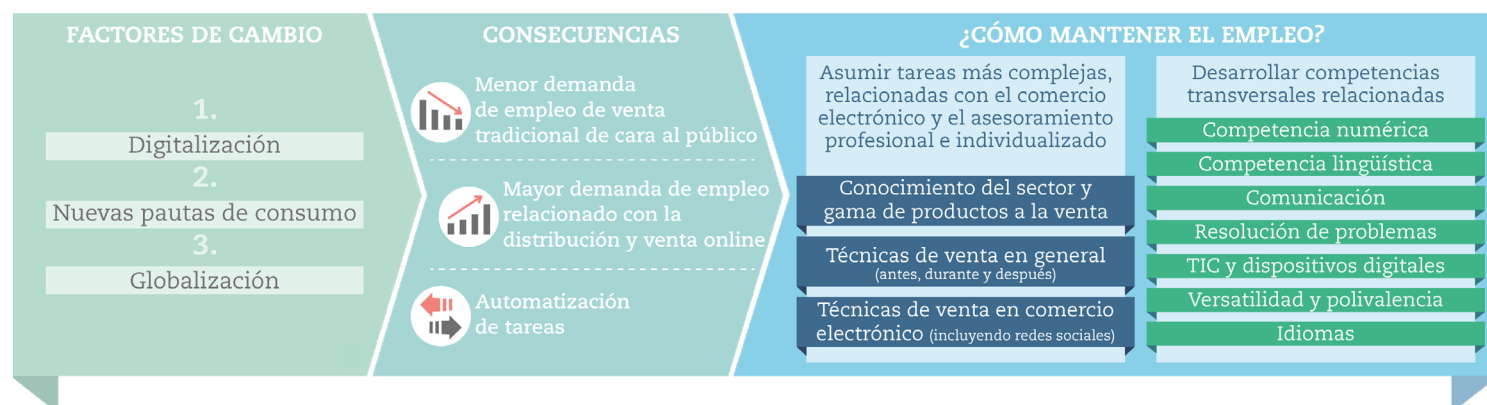 FACTORES DE CAMBIO
1.
Digitalización
2.
Nuevas pautas de consumo
3.
Globalización
CONSECUENCIAS
Menor demanda
de empleo de venta
tradicional de cara al público
Mayor demanda de empleo
relacionado con la
distribución y venta online
Automatización
de tareas
¿CÓMO MANTENER EL EMPLEO?
Asumir tareas más complejas,
relacionadas con el comercio
electrónico y el asesoramiento
profesional e individualizado
Conocimiento del sector y
gama de productos a la venta
Técnicas de venta en general
(antes, durante y después)
Técnicas de venta en comercio
electrónico (incluyendo redes sociales)
Desarrollar competencias
transversales relacionadas
Competencia numérica
Competencia lingüística
Comunicación
Resolución de problemas
TIC y dispositivos digitales
Versatilidad y polivalencia
Idiomas